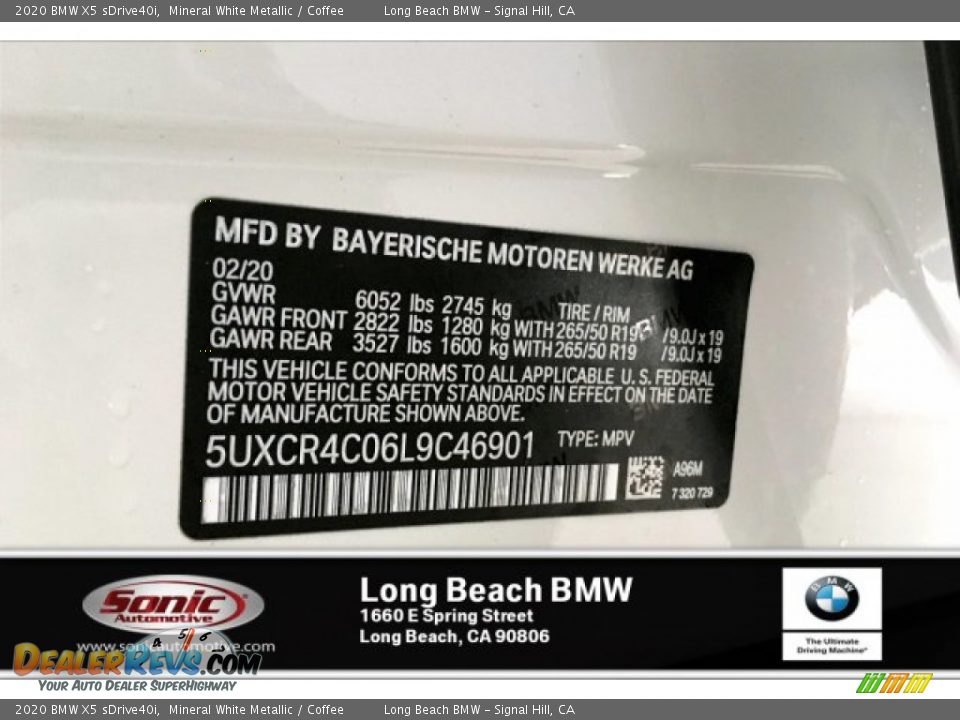 2020 BMW X5 sDrive40i, Mineral White Metallic / Coffee Long Beach BMW - Signal Hill, CA
MFD BY BAYERISCHE MOTOREN WERKE AG
02/20
GVWR 6052 lbs 2745 kg TIRE / RIM
GAWR FRONT 2822 lbs 1280 kg WITH 265/50 R19 /9.0J x 19
GAWR REAR 3527 lbs 1600 kg WITH 265/50 R19 /9.0J x 19
THIS VEHICLE CONFORMS TO ALL APPLICABLE U. S. FEDERAL
MOTOR VEHICLE SAFETY STANDARDS IN EFFECT ON THE DATE
OF MANUFACTURE SHOWN ABOVE.
5UXCR4C06L9C46901 TYPE: MPV
A96M
7 320 729
Sonic
Automotive
www.sonicautomotive.com
Long Beach BMW
1660 E Spring Street
Long Beach, CA 90806
BMW
The Ultimate
Driving Machine®
DealerRevs.com
Your Auto Dealer SuperHighway
2020 BMW X5 sDrive40i, Mineral White Metallic / Coffee Long Beach BMW - Signal Hill, CA